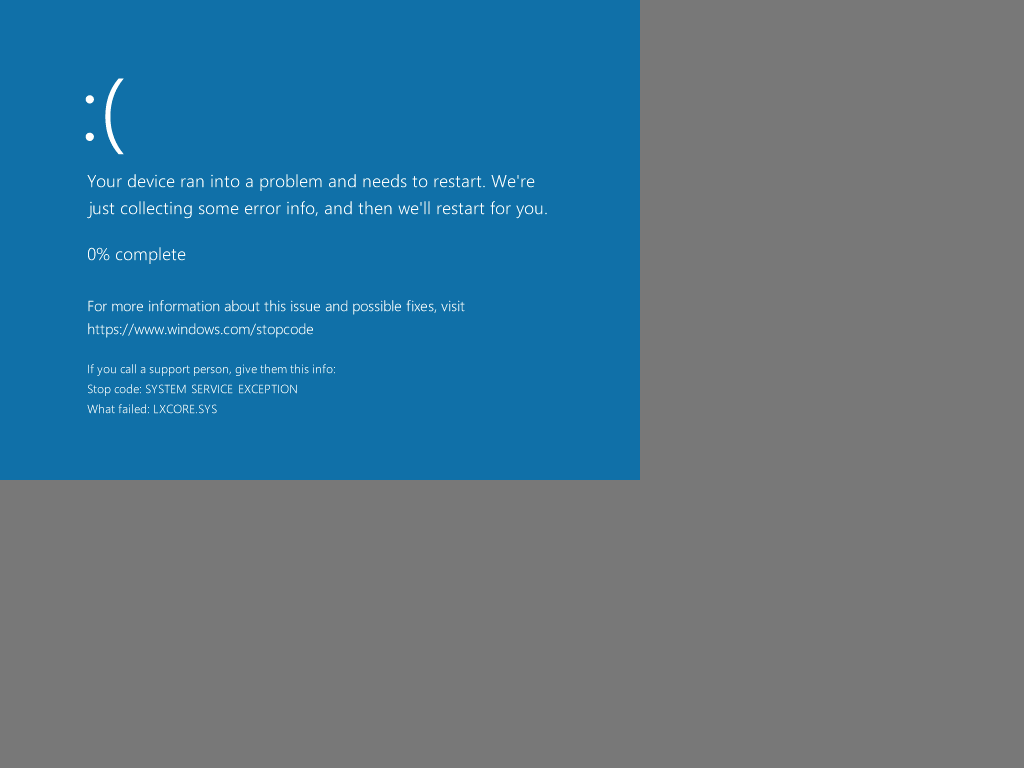 :(
Your device ran into a problem and needs to restart. We're
just collecting some error info, and then we'll restart for you.
0% complete
For more information about this issue and possible fixes, visit
https://www.windows.com/stopcode
If you call a support person, give them this info:
Stop code: SYSTEM SERVICE EXCEPTION
What failed: LXCORE.SYS